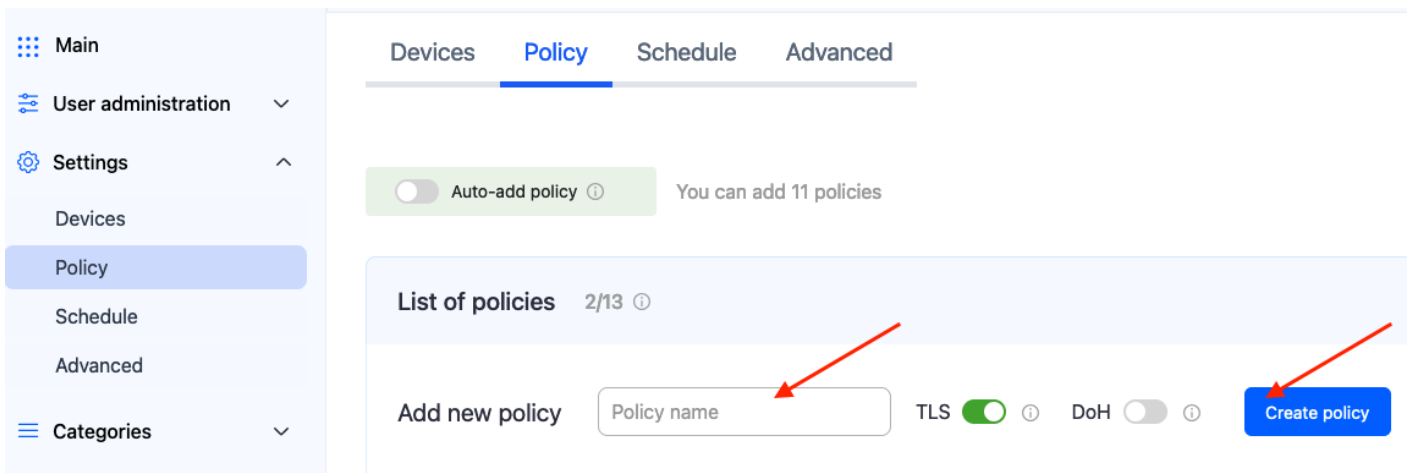 Main
User administration
Settings
Devices
Policy
Schedule
Advanced
Categories
Devices Policy Schedule Advanced
Auto-add policy You can add 11 policies
List of policies 2/13
Add new policy Policy name TLS DoH Create policy